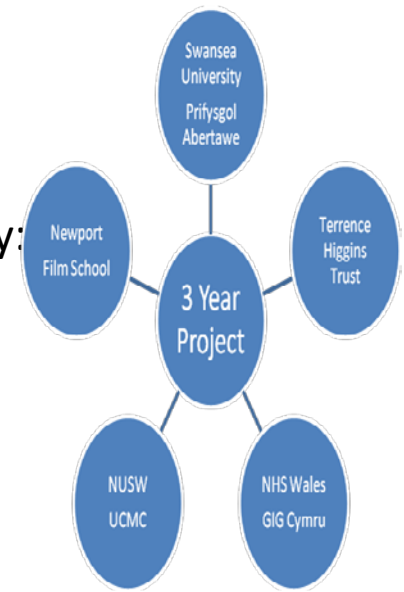 Swansea
University
Prifysgol
Abertawe
y:
Newport
Film School
Terrence
Higgins
Trust
3 Year
Project
NUSW
UCMC
NHS Wales
GIG Cymru